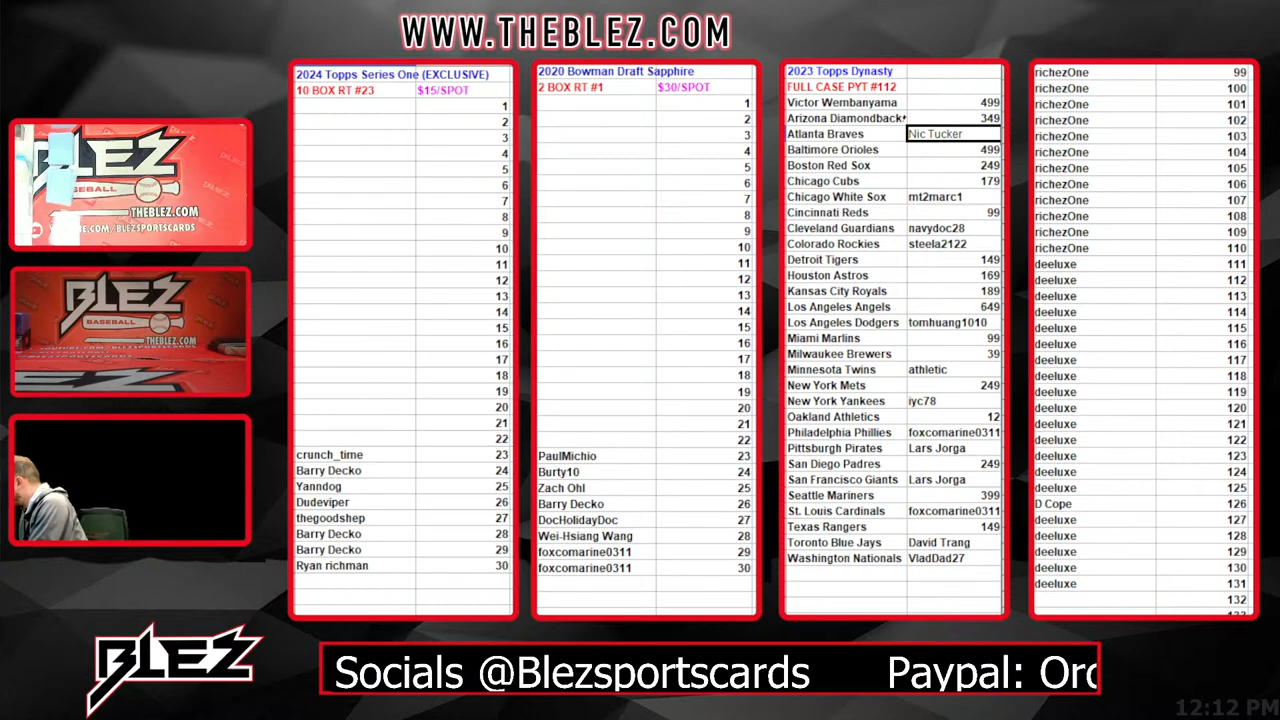 WWW.THEBLEZ.COM
BLEZ
BASEBALL
THEBLEZ.COM
YOUTUBE.COM/BLEZSPORTSCARDS
BLEZ
BASEBALL
THEBLEZ.COM
2024 Topps Series One (EXCLUSIVE)
10 BOX RT #23 $15/SPOT
1
2
3
4
5
6
7
8
9
10
11
12
13
14
15
16
17
18
19
20
21
22
crunch_time 23
Barry Decko 24
Yanndog 25
Dudeviper 26
thegoodshep 27
Barry Decko 28
Barry Decko 29
Ryan richman 30
2020 Bowman Draft Sapphire
2 BOX RT #1 $30/SPOT
1
2
3
4
5
6
7
8
9
10
11
12
13
14
15
16
17
18
19
20
21
22
PaulMichio 23
Burty10 24
Zach Ohl 25
Barry Decko 26
DocHolidayDoc 27
Wei-Hsiang Wang 28
foxcomarine0311 29
foxcomarine0311 30
2023 Topps Dynasty
FULL CASE PYT #112
Victor Wembanyama 499
Arizona Diamondback 349
Atlanta Braves Nic Tucker
Baltimore Orioles 499
Boston Red Sox 249
Chicago Cubs 179
Chicago White Sox mt2marc1
Cincinnati Reds 99
Cleveland Guardians navydoc28
Colorado Rockies steela2122
Detroit Tigers 149
Houston Astros 169
Kansas City Royals 189
Los Angeles Angels 649
Los Angeles Dodgers tomhuang1010
Miami Marlins 99
Milwaukee Brewers 39
Minnesota Twins athletic
New York Mets 249
New York Yankees iyc78
Oakland Athletics 12
Philadelphia Phillies foxcomarine0311
Pittsburgh Pirates Lars Jorga
San Diego Padres 249
San Francisco Giants Lars Jorga
Seattle Mariners 399
St. Louis Cardinals foxcomarine0311
Texas Rangers 149
Toronto Blue Jays David Trang
Washington Nationals VladDad27
richezOne 99
richezOne 100
richezOne 101
richezOne 102
richezOne 103
richezOne 104
richezOne 105
richezOne 106
richezOne 107
richezOne 108
richezOne 109
richezOne 110
deeluxe 111
deeluxe 112
deeluxe 113
deeluxe 114
deeluxe 115
deeluxe 116
deeluxe 117
deeluxe 118
deeluxe 119
deeluxe 120
deeluxe 121
deeluxe 122
deeluxe 123
deeluxe 124
deeluxe 125
D Cope 126
deeluxe 127
deeluxe 128
deeluxe 129
deeluxe 130
deeluxe 131
132
BLEZ
Socials @Blezsportscards Paypal: Orc
12:12 PM